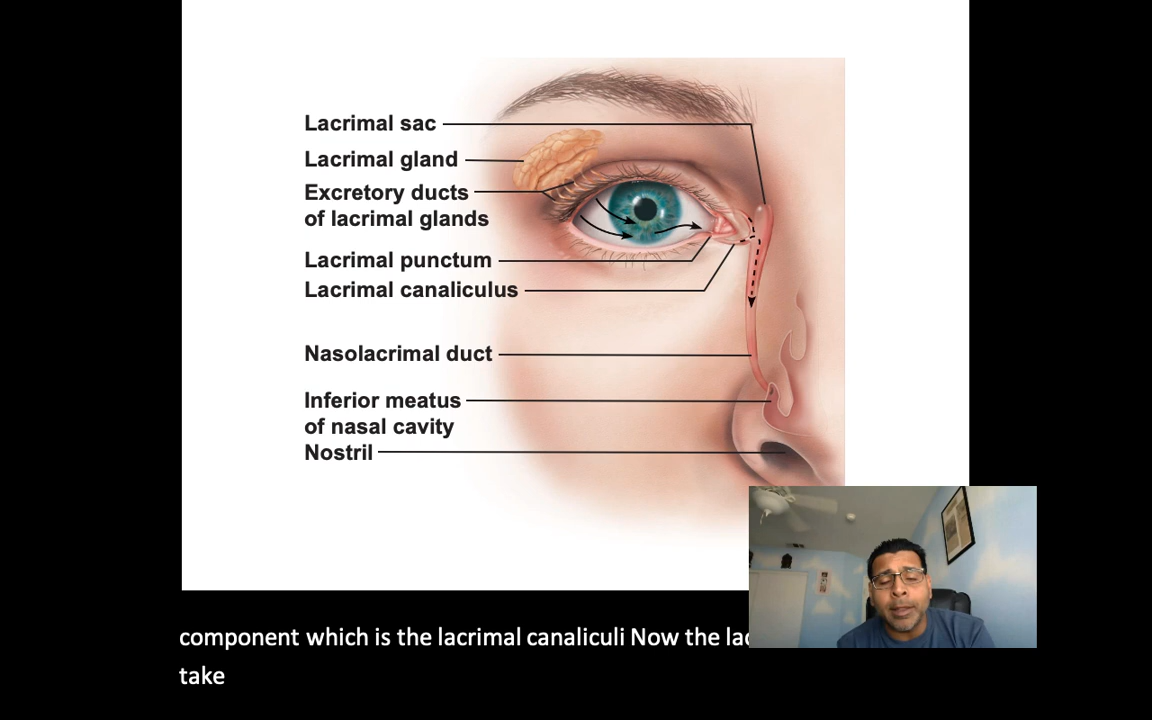 Lacrimal sac
Lacrimal gland
Excretory ducts
of lacrimal glands
Lacrimal punctum
Lacrimal canaliculus
Nasolacrimal duct
Inferior meatus
of nasal cavity
Nostril
component which is the lacrimal canaliculi Now the
take